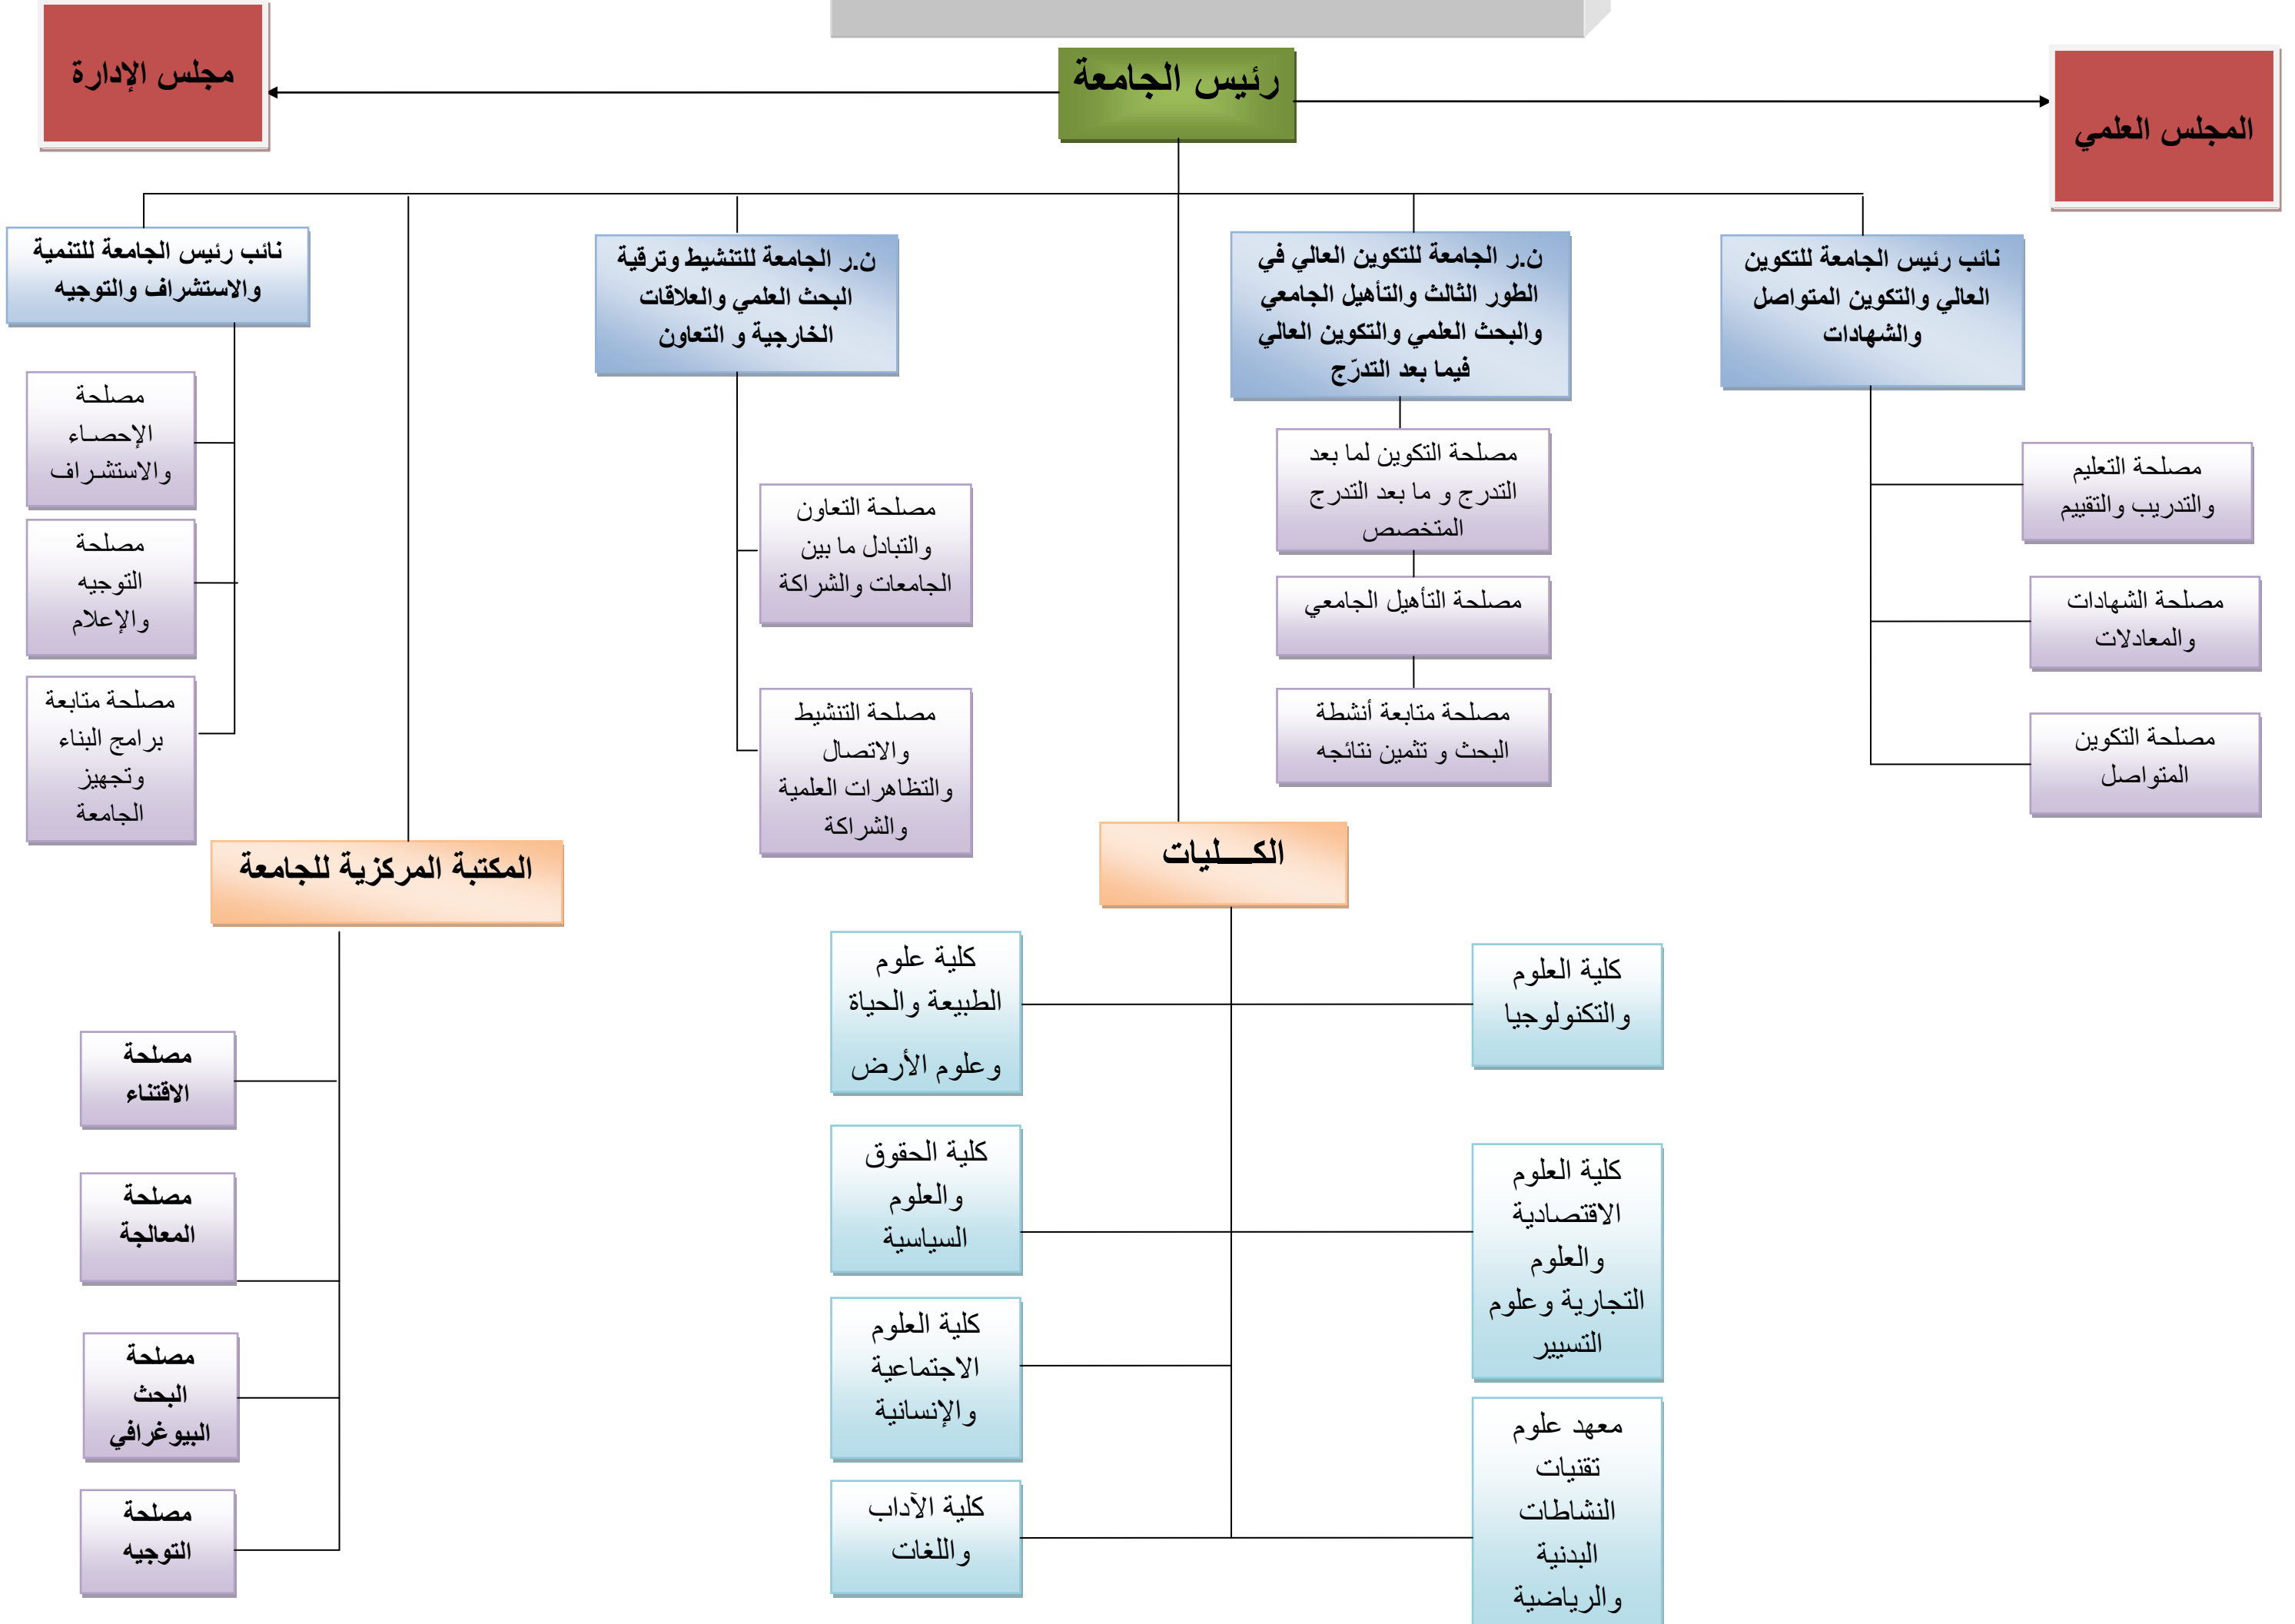 رئيس الجامعة
المجلس العلمي
مجلس الإدارة
نائب رئيس الجامعة للتكوين
العالي والتكوين المتواصل
والشهادات
ن.ر الجامعة للتكوين العالي في
الطور الثالث والتأهيل الجامعي
والبحث العلمي والتكوين العالي
فيما بعد التدرّج
ن.ر الجامعة للتنشيط وترقية
البحث العلمي والعلاقات
الخارجية و التعاون
نائب رئيس الجامعة للتنمية
والاستشراف والتوجيه
مصلحة التعليم
والتدريب والتقييم
مصلحة الشهادات
والمعادلات
مصلحة التكوين
المتواصل
مصلحة التكوين لما بعد
التدرج و ما بعد التدرج
المتخصص
مصلحة التأهيل الجامعي
مصلحة متابعة أنشطة
البحث و تثمين نتائجه
مصلحة التعاون
والتبادل ما بين
الجامعات والشراكة
مصلحة التنشيط
والاتصال
والتظاهرات العلمية
والشراكة
مصلحة
الإحصـاء
والاستشـراف
مصلحة
التوجيه
والإعلام
مصلحة متابعة
برامج البناء
وتجهيز
الجامعة
الكـــليات
المكتبة المركزية للجامعة
كلية العلوم
والتكنولوجيا
كلية العلوم
الاقتصادية
والعلوم
التجارية وعلوم
التسيير
معهد علوم
تقنيات
النشاطات
البدنية
والرياضية
كلية علوم
الطبيعة والحياة
وعلوم الأرض
كلية الحقوق
والعلوم
السياسية
كلية العلوم
الاجتماعية
والإنسانية
كلية الآداب
واللغات
مصلحة
الاقتناء
مصلحة
المعالجة
مصلحة
البحث
البيوغرافي
مصلحة
التوجيه